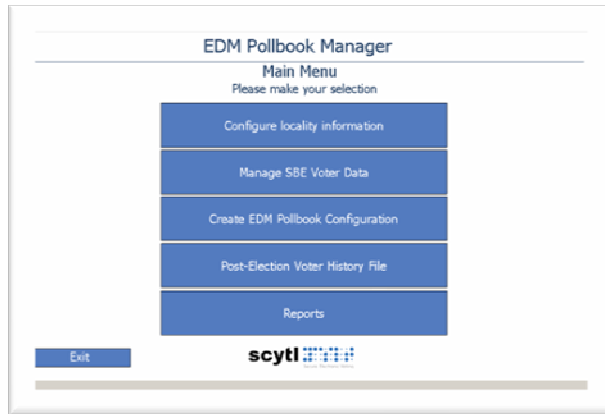 EDM Pollbook Manager
Main Menu
Please make your selection
Configure locality information
Manage SBE Voter Data
Create EDM Pollbook Configuration
Post-Election Voter History File
Reports
Exit
scytl